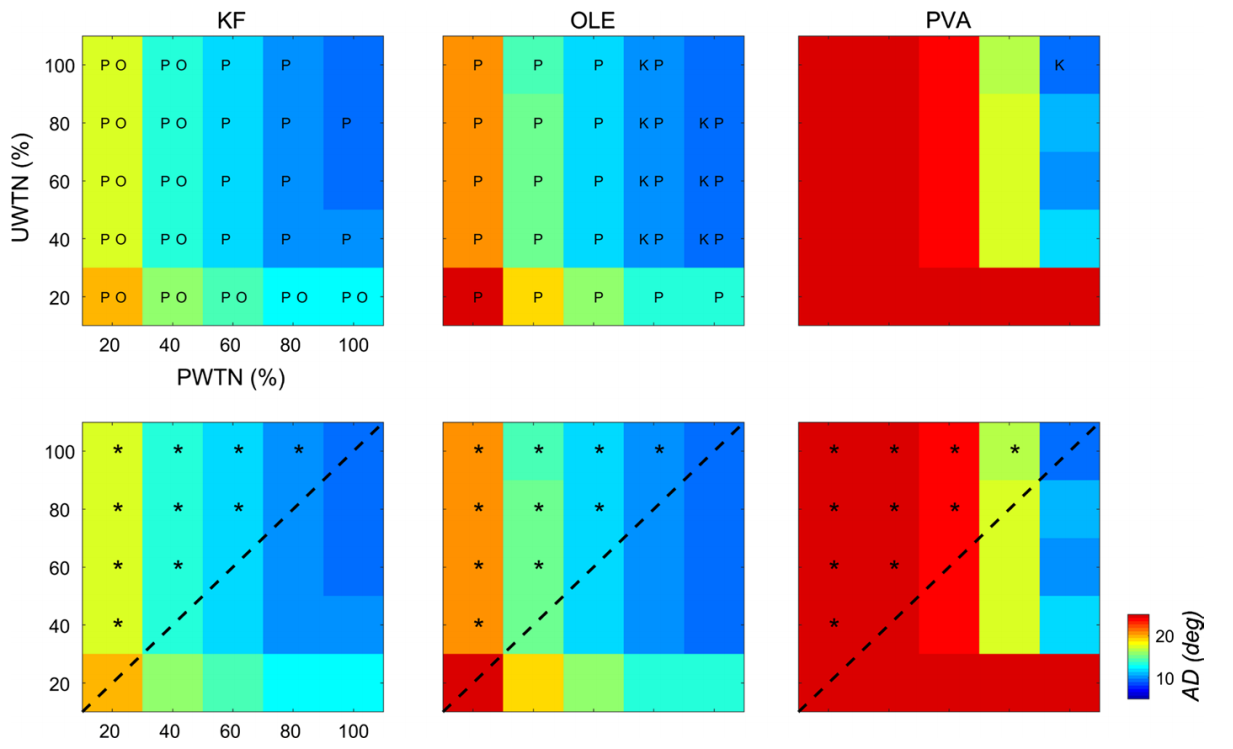 KF OLE PVA
100 P O P O P P P P P K P K
80 P O P O P P P P P P K P K P
60 P O P O P P P P P K P K P
40 P O P O P P P P P P K P K P
20 P O P O P O P O P O P P P P P
UWTN (%)
20 40 60 80 100
PWTN (%)
100 * * * * * * * * * * * *
80 * * * * * * * * *
60 * * * * * *
40 * * *
20
20 40 60 80 100
20
10
AD (deg)